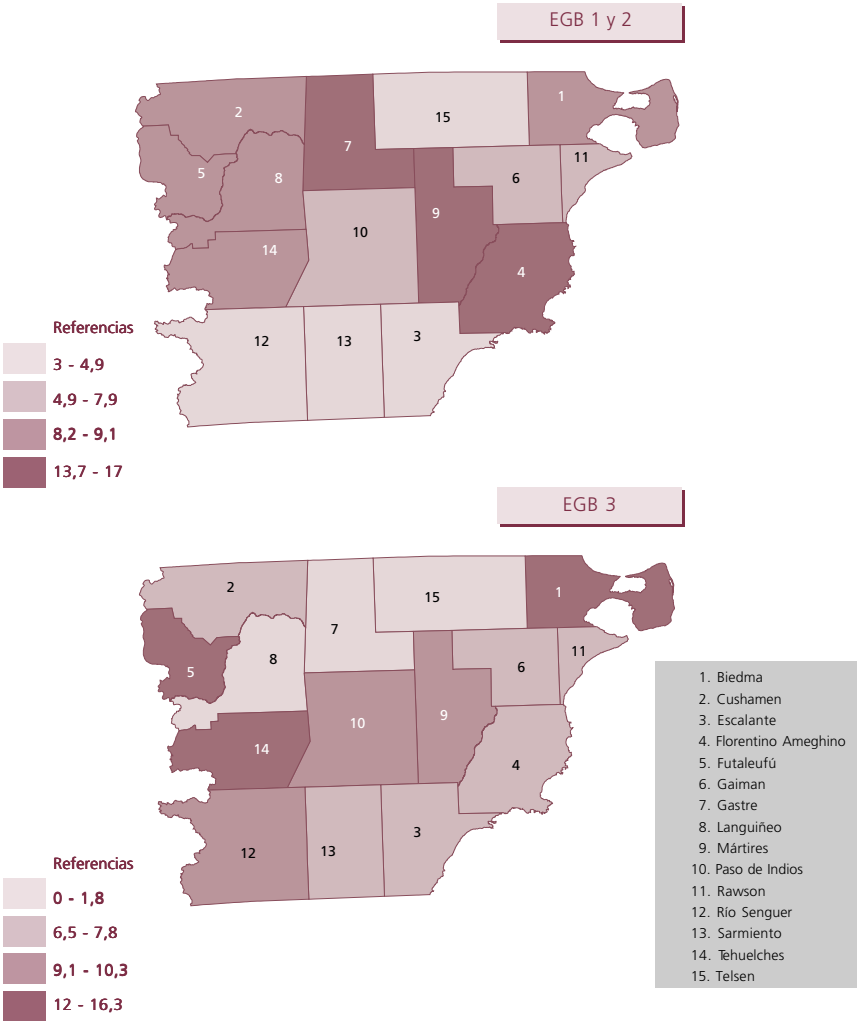 EGB 1 y 2
2
7
15
1
11
5
8
6
9
10
14
4
12
13
3
Referencias
3 - 4,9
4,9 - 7,9
8,2 - 9,1
13,7 - 17
EGB 3
2
7
15
1
11
5
8
6
9
10
14
4
12
13
3
Referencias
0 - 1,8
6,5 - 7,8
9,1 - 10,3
12 - 16,3
1. Biedma
2. Cushamen
3. Escalante
4. Florentino Ameghino
5. Futaleufú
6. Gaiman
7. Gastre
8. Languiñeo
9. Mártires
10. Paso de Indios
11. Rawson
12. Río Senguer
13. Sarmiento
14. Tehuelches
15. Telsen